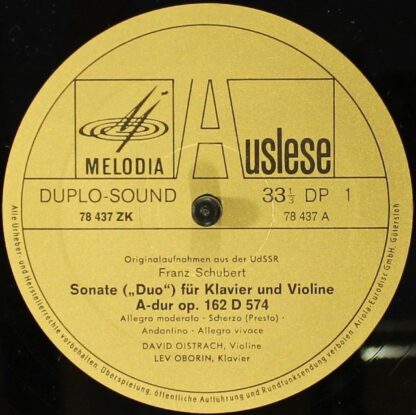 MELODIA
Auslese
DUPLO-SOUND
33⅓ DP 1
78 437 ZK
78 437 A
Originalaufnahmen aus der UdSSR
Franz Schubert
Sonate („Duo“) für Klavier und Violine
A-dur op. 162 D 574
Allegro moderato · Scherzo (Presto) ·
Andantino · Allegro vivace
DAVID OISTRACH, Violine
LEV OBORIN, Klavier
Alle Urheber- und Herstellerrechte vorbehalten. Überspielung, öffentliche Aufführung und Rundfunksendung verboten. Ariola-Eurodisc GmbH, Gütersloh